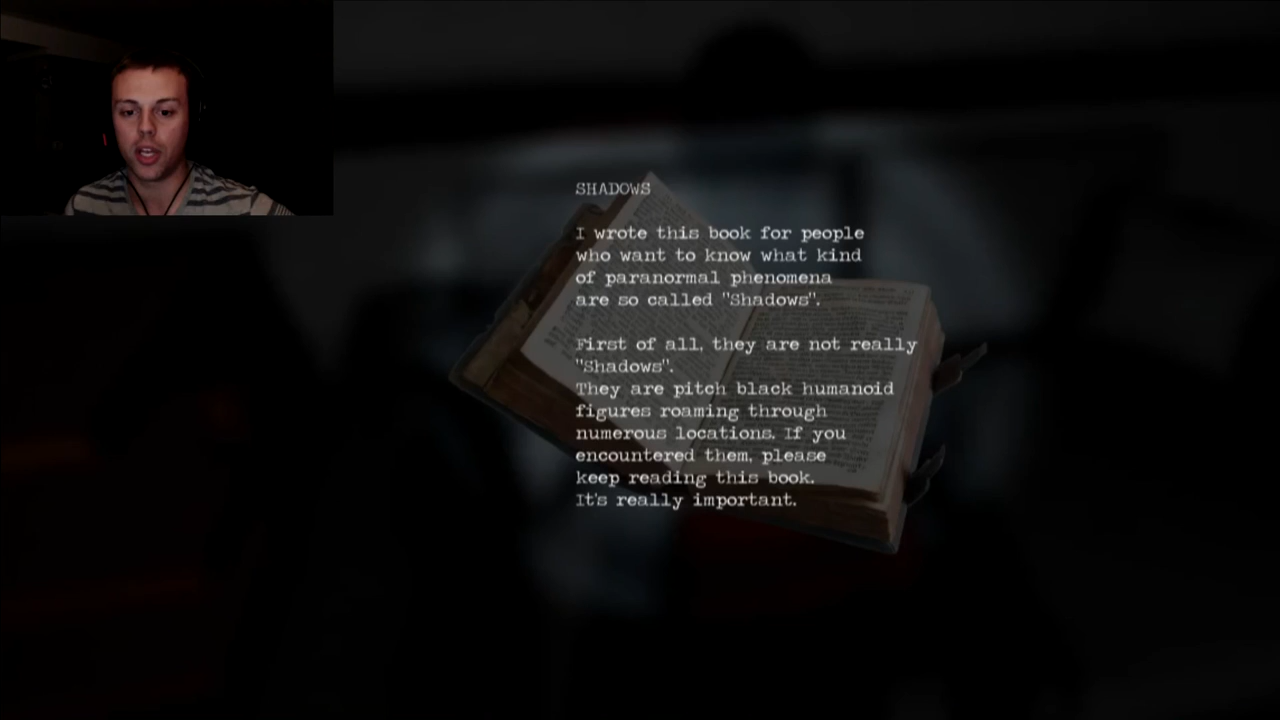 SHADOWS
I wrote this book for people
who want to know what kind
of paranormal phenomena
are so called "Shadows".
First of all, they are not really
"Shadows".
They are pitch black humanoid
figures roaming through
numerous locations. If you
encountered them, please
keep reading this book.
It's really important.